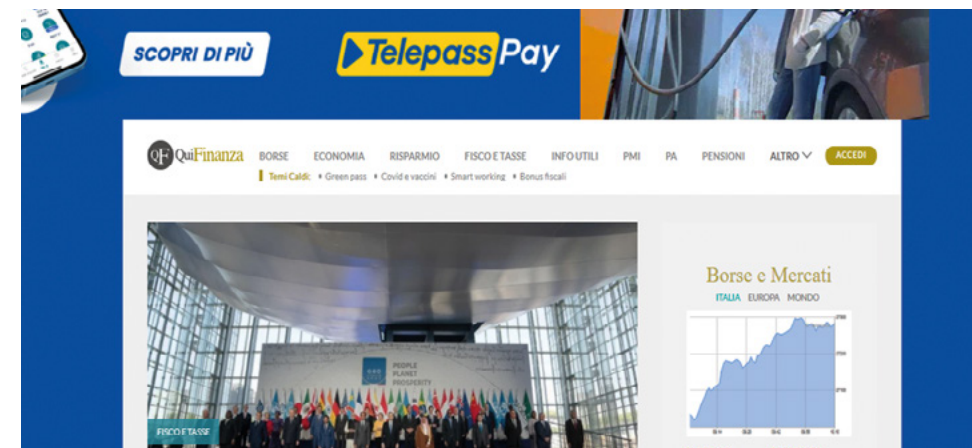 SCOPRI DI PIÙ
Telepass Pay
QF QuiFinanza BORSE ECONOMIA RISPARMIO FISCO E TASSE INFO UTILI PMI PA PENSIONI ALTRO ACCEDI
Temi Caldi: Green pass Covid e vaccini Smart working Bonus fiscali
Borse e Mercati
ITALIA EUROPA MONDO
PEOPLE
PLANET
PROSPERITY
FISCO E TASSE